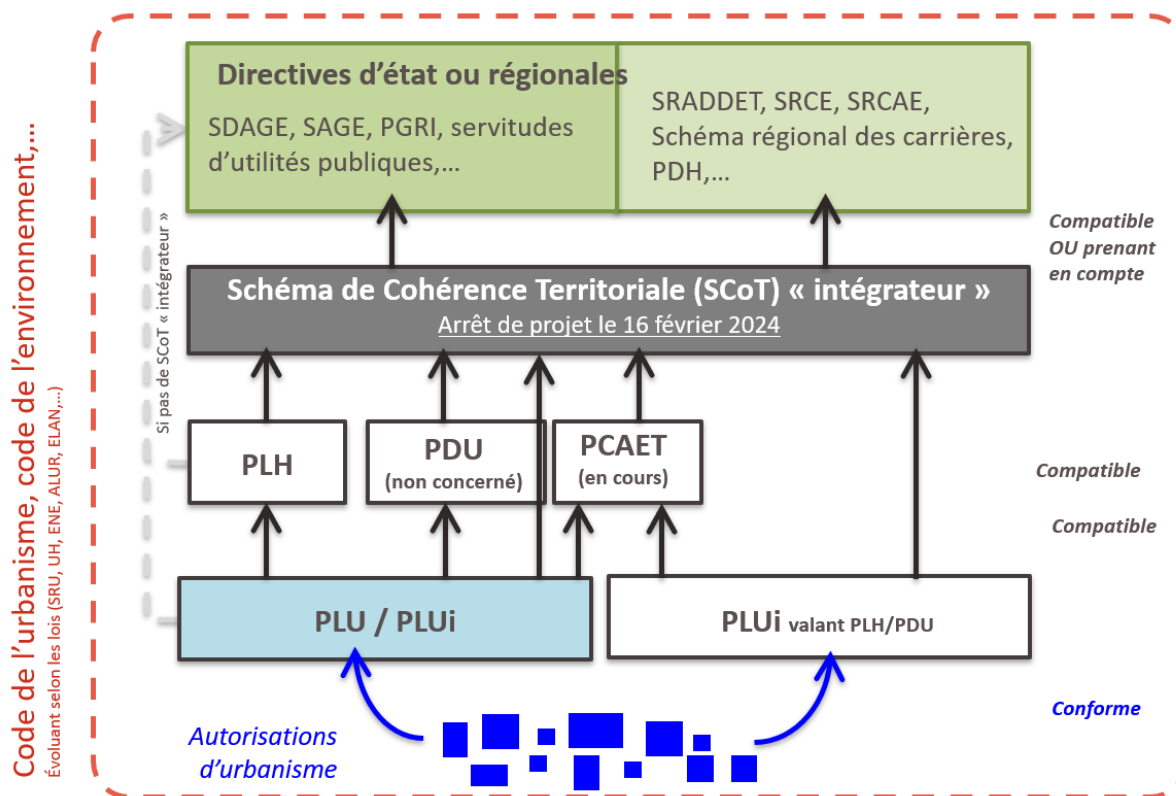 Code de l'urbanisme, code de l'environnement,…
Évoluant selon les lois (SRU, UH, ENE, ALUR, ELAN,…)
Si pas de SCoT « intégrateur »
Directives d'état ou régionales
SDAGE, SAGE, PGRI, servitudes
d'utilités publiques,…
SRADDET, SRCE, SRCAE,
Schéma régional des carrières,
PDH,…
Compatible
OU prenant
en compte
Schéma de Cohérence Territoriale (SCoT) « intégrateur »
Arrêt de projet le 16 février 2024
PLH
PDU
(non concerné)
PCAET
(en cours)
Compatible
Compatible
PLU / PLUi
PLUi valant PLH/PDU
Conforme
Autorisations
d'urbanisme